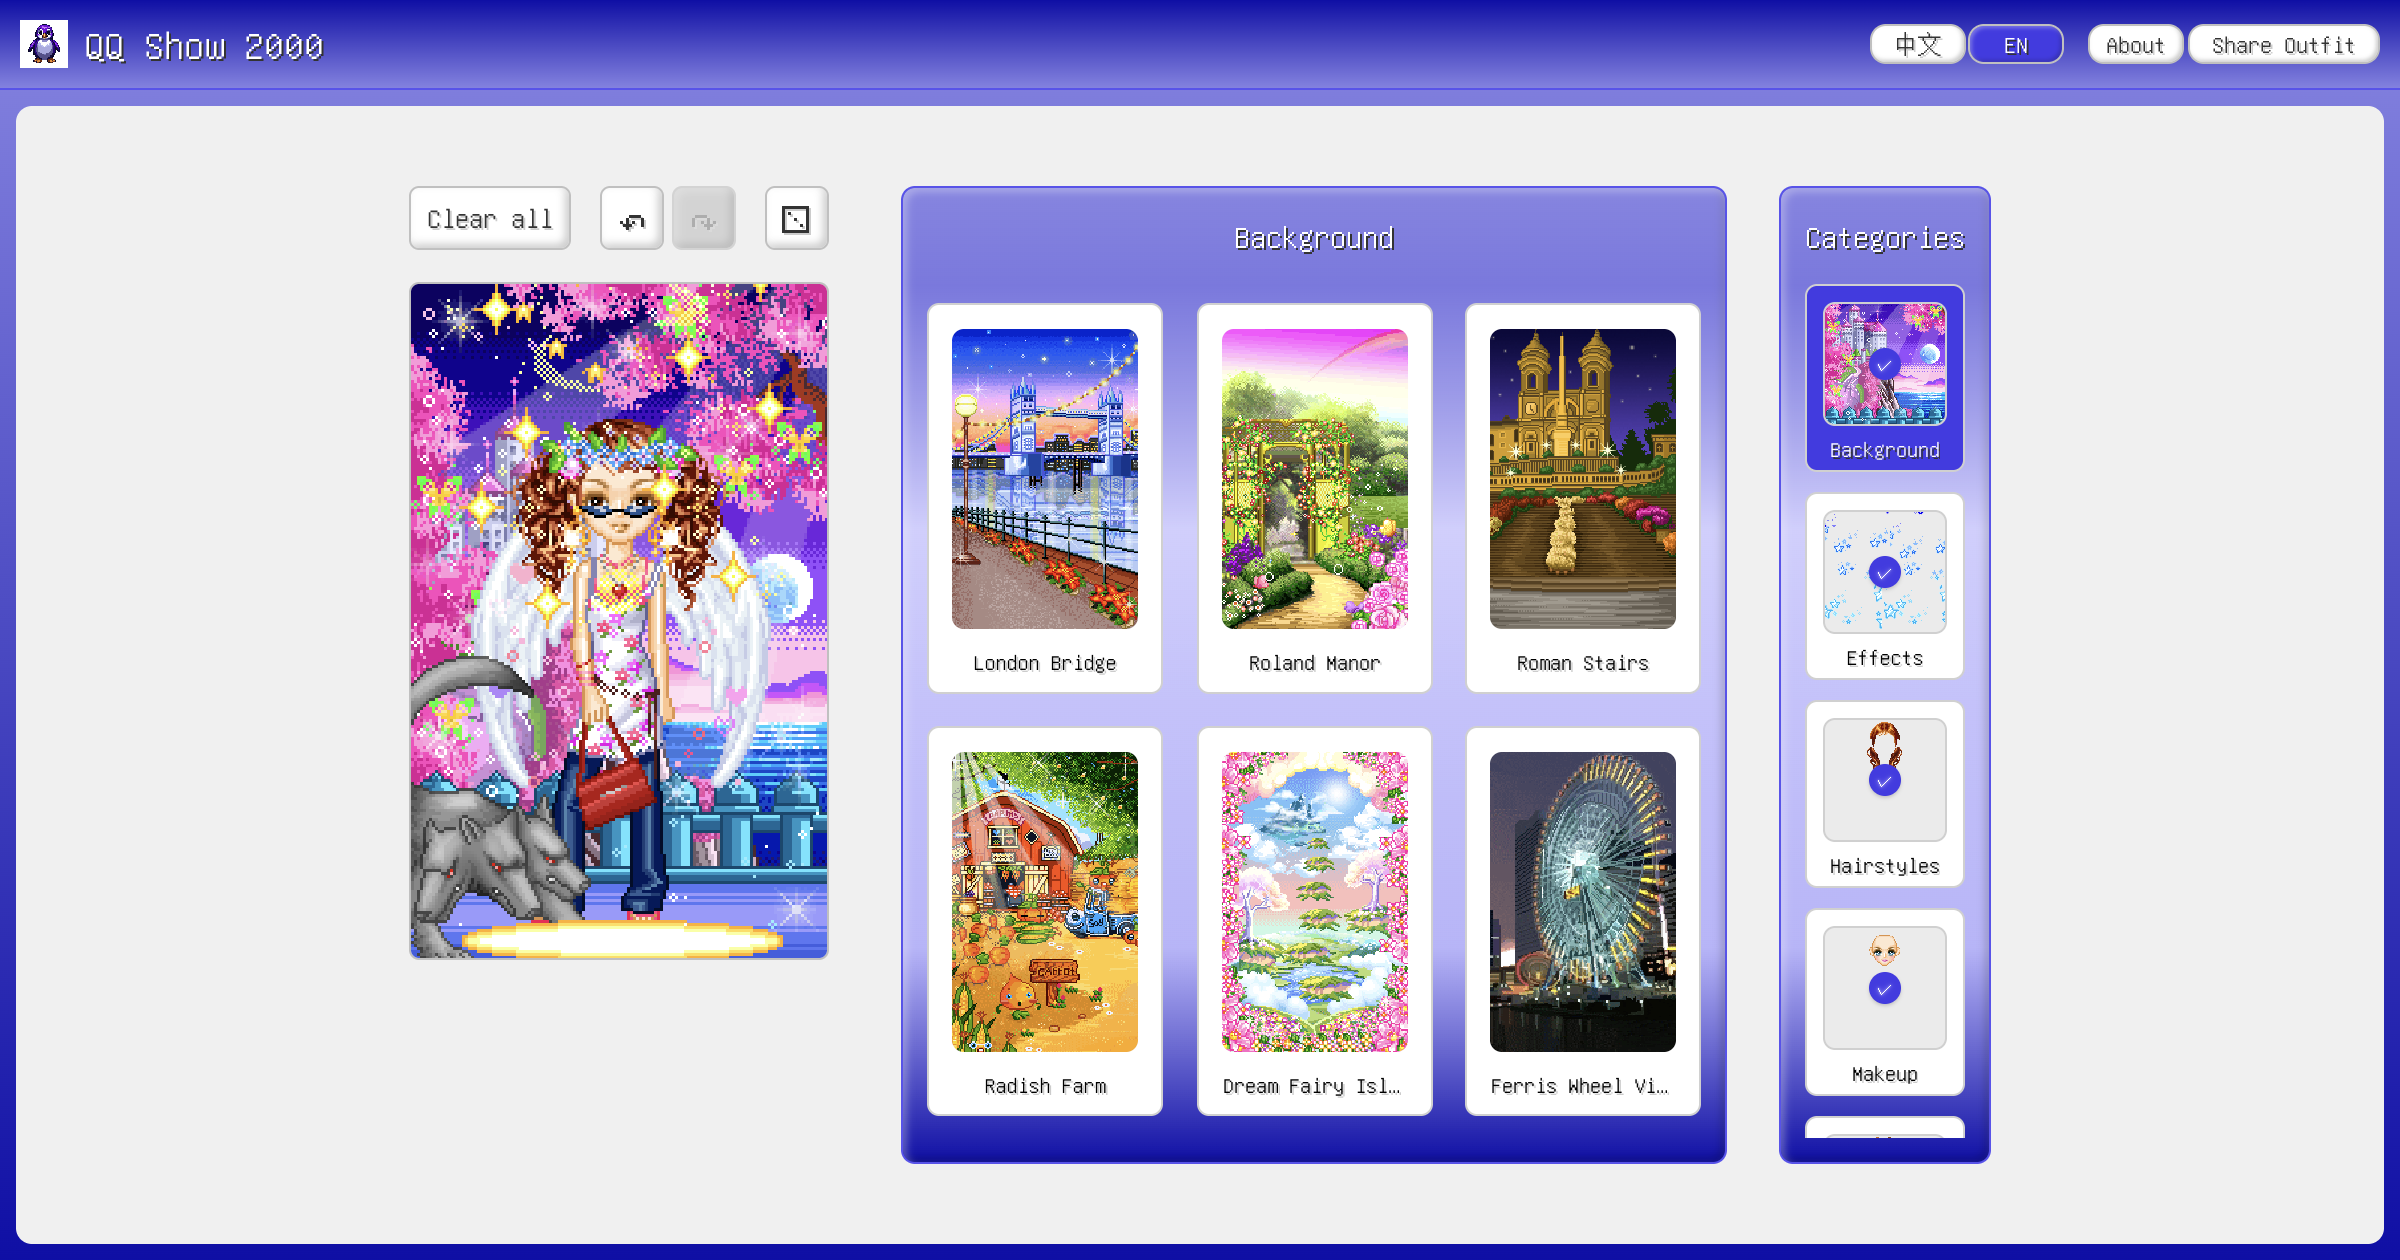 QQ Show 2000
中文
EN
About
Share Outfit
Clear all
Background
Categories
London Bridge
Roland Manor
Roman Stairs
Radish Farm
Dream Fairy Isl…
Ferris Wheel Vi…
Background
Effects
Hairstyles
Makeup